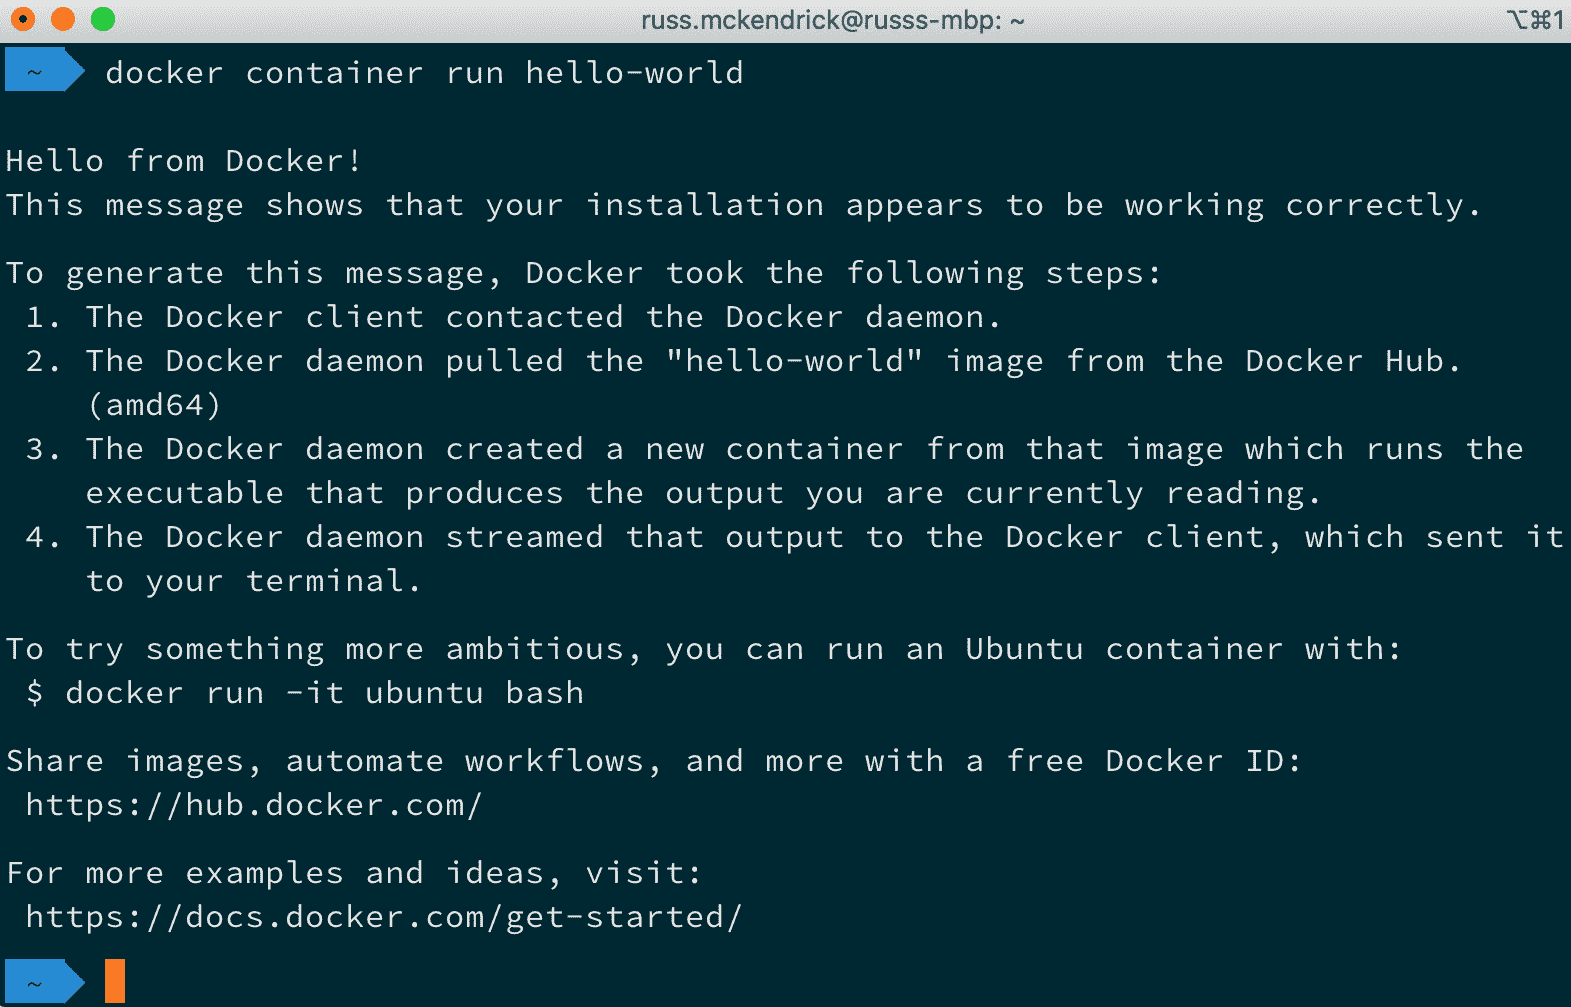 russ.mckendrick@russs-mbp: ~ ⌥⌘1
~ docker container run hello-world
Hello from Docker!
This message shows that your installation appears to be working correctly.
To generate this message, Docker took the following steps:
1. The Docker client contacted the Docker daemon.
2. The Docker daemon pulled the "hello-world" image from the Docker Hub.
(amd64)
3. The Docker daemon created a new container from that image which runs the
executable that produces the output you are currently reading.
4. The Docker daemon streamed that output to the Docker client, which sent it
to your terminal.
To try something more ambitious, you can run an Ubuntu container with:
$ docker run -it ubuntu bash
Share images, automate workflows, and more with a free Docker ID:
https://hub.docker.com/
For more examples and ideas, visit:
https://docs.docker.com/get-started/
~